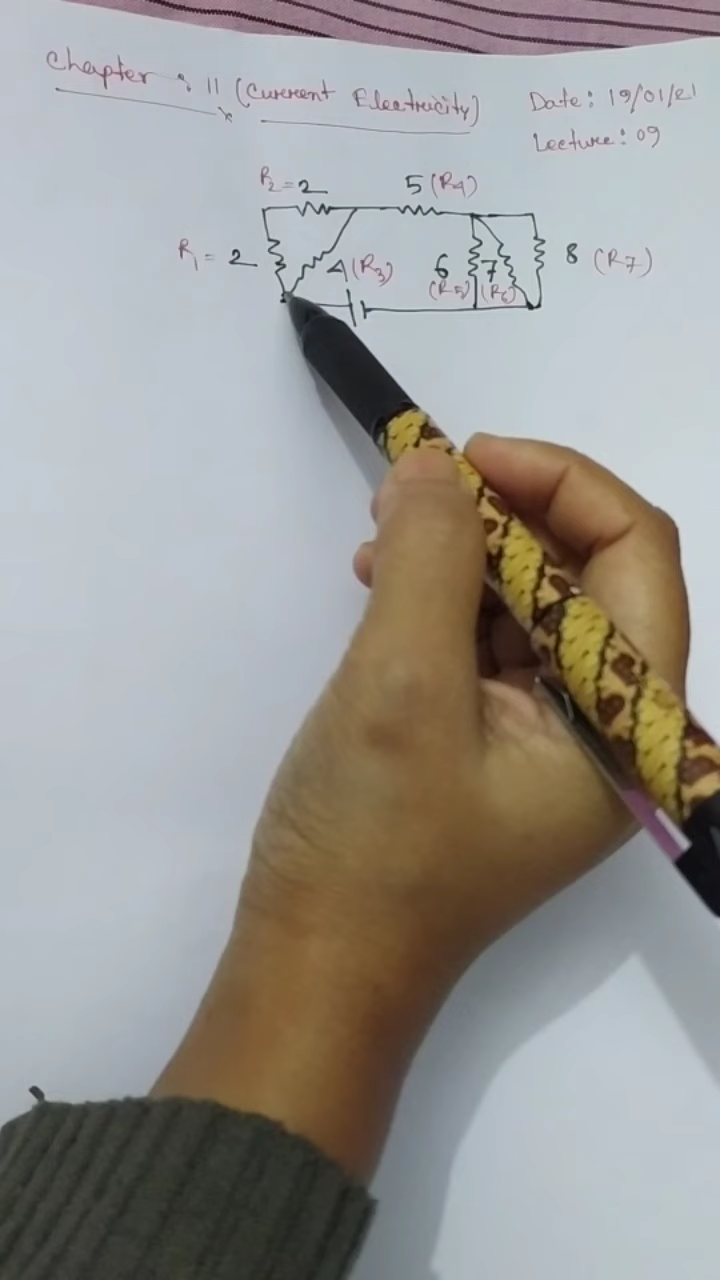 Chapter : 11 (Current Electricity)
Date: 19/01/21
Lecture: 09
R2 = 2
5 (R4)
R1 = 2
4 (R3)
6 (R5)
7 (R6)
8 (R7)